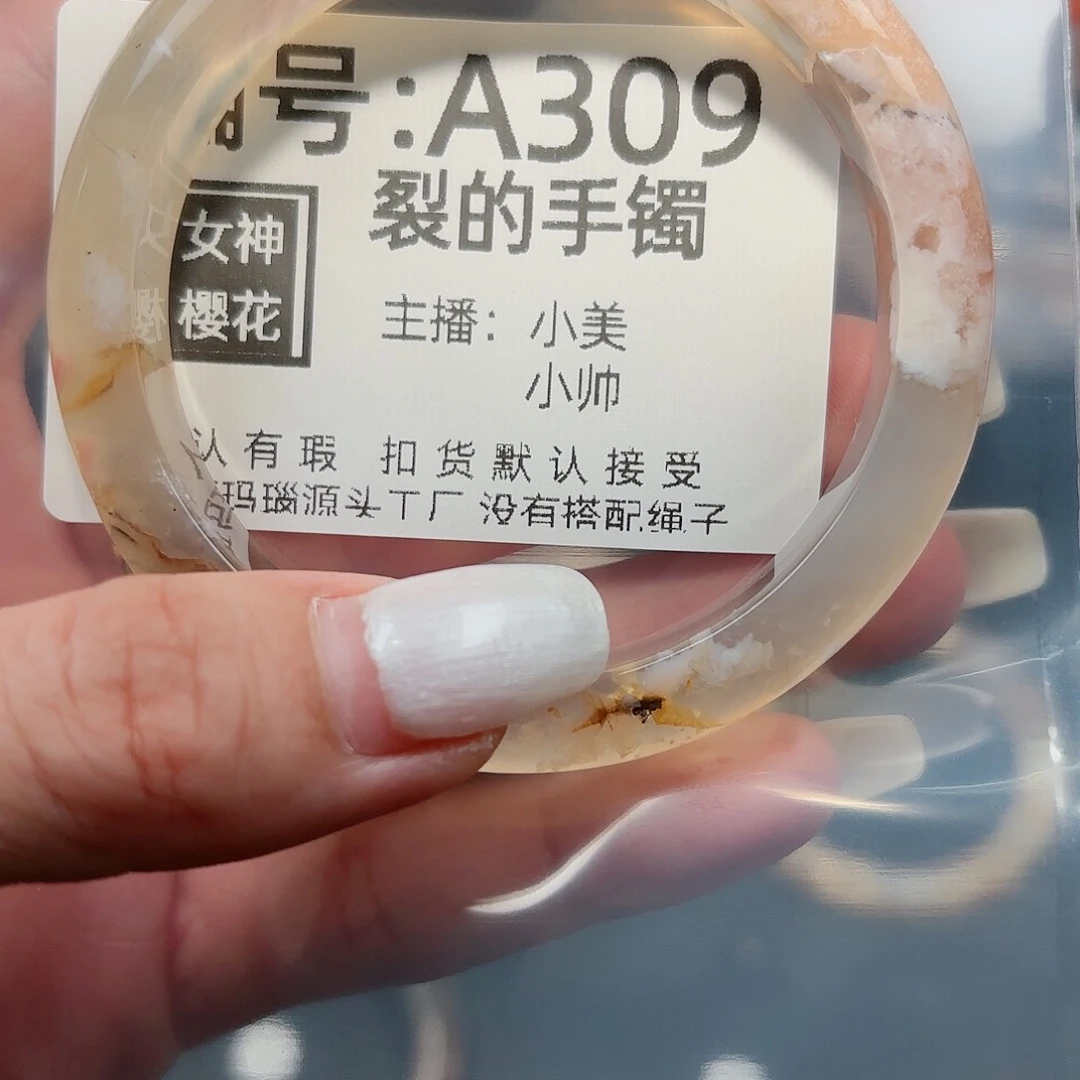 号:A309
裂的手镯
女神
樱花
主播：小美
小帅
认有瑕 扣货默认接受
玛瑙源头工厂 没有搭配绳子